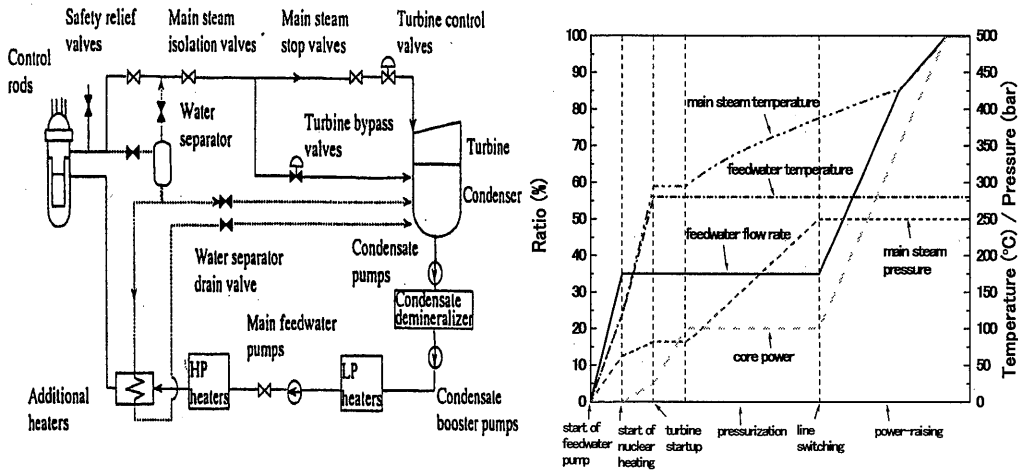 Safety relief
valves
Main steam
isolation valves
Main steam
stop valves
Turbine control
valves
Control
rods
Water
separator
Turbine bypass
valves
Turbine
Condenser
Water separator
drain valve
Condensate
pumps
Condensate
demineralizer
Main feedwater
pumps
HP
heaters
LP
heaters
Additional
heaters
Condensate
booster pumps
Ratio (%)
100
90
80
70
60
50
40
30
20
10
0
main steam temperature
feedwater temperature
feedwater flow rate
main steam
pressure
core power
500
450
400
350
300
250
200
150
100
50
0
Temperature (°C) / Pressure (bar)
start of
feedwater
pump
start of
nuclear
heating
turbine
startup
pressurization
line
switching
power-raising